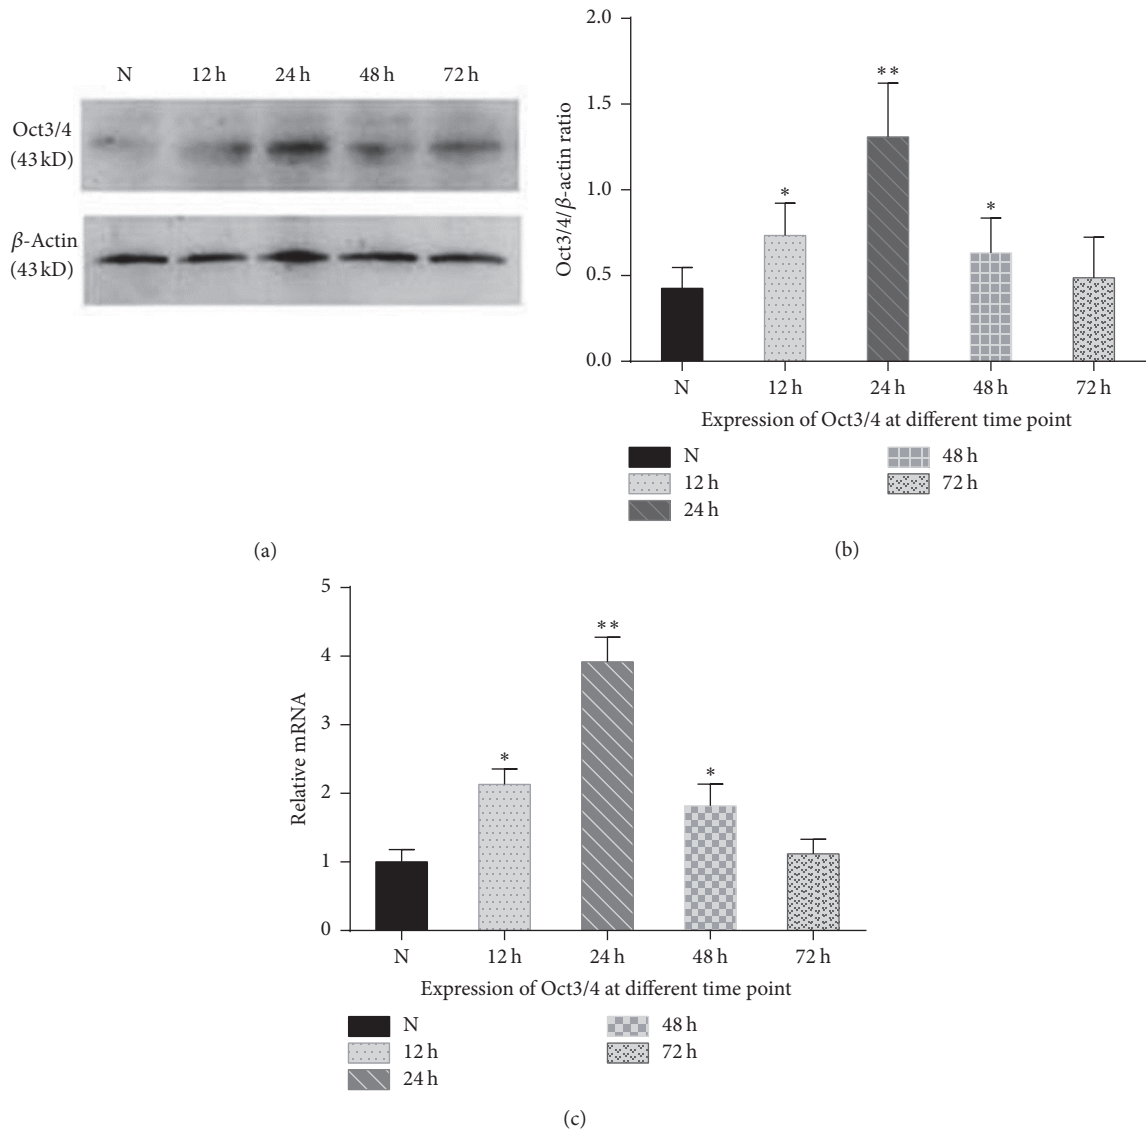 N 12 h 24 h 48 h 72 h
Oct3/4
(43 kD)
β-Actin
(43 kD)
(a)
2.0
1.5
1.0
0.5
0.0
Oct3/4/β-actin ratio
*
**
*
N 12 h 24 h 48 h 72 h
Expression of Oct3/4 at different time point
N
12 h
24 h
48 h
72 h
(b)
5
4
3
2
1
0
Relative mRNA
*
**
*
N 12 h 24 h 48 h 72 h
Expression of Oct3/4 at different time point
N
12 h
24 h
48 h
72 h
(c)